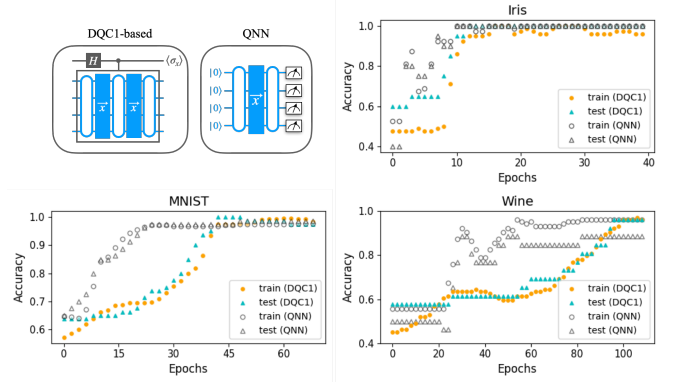 DQC1-based
QNN
H
⟨σx⟩
x
x
|0⟩
|0⟩
|0⟩
|0⟩
x
Iris
Accuracy
1.0
0.8
0.6
0.4
train (DQC1)
test (DQC1)
train (QNN)
test (QNN)
0 10 20 30 40
Epochs
MNIST
Accuracy
1.0
0.9
0.8
0.7
0.6
train (DQC1)
test (DQC1)
train (QNN)
test (QNN)
0 15 30 45 60
Epochs
Wine
Accuracy
1.0
0.8
0.6
0.4
train (DQC1)
test (DQC1)
train (QNN)
test (QNN)
0 20 40 60 80 100
Epochs